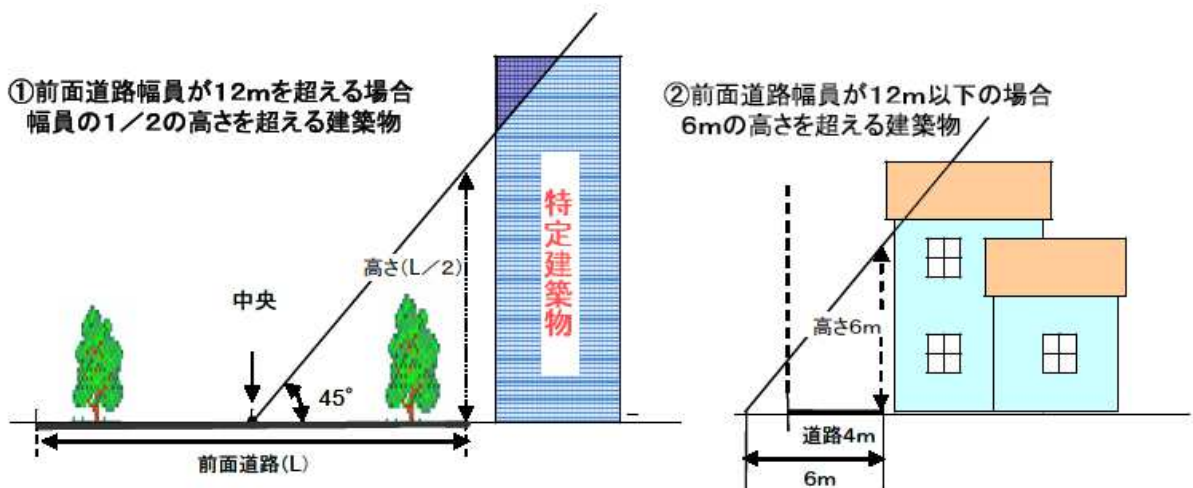 ①前面道路幅員が12mを超える場合
幅員の1/2の高さを超える建築物
特定建築物
高さ(L/2)
中央
45°
前面道路(L)
②前面道路幅員が12m以下の場合
6mの高さを超える建築物
高さ6m
道路4m
6m